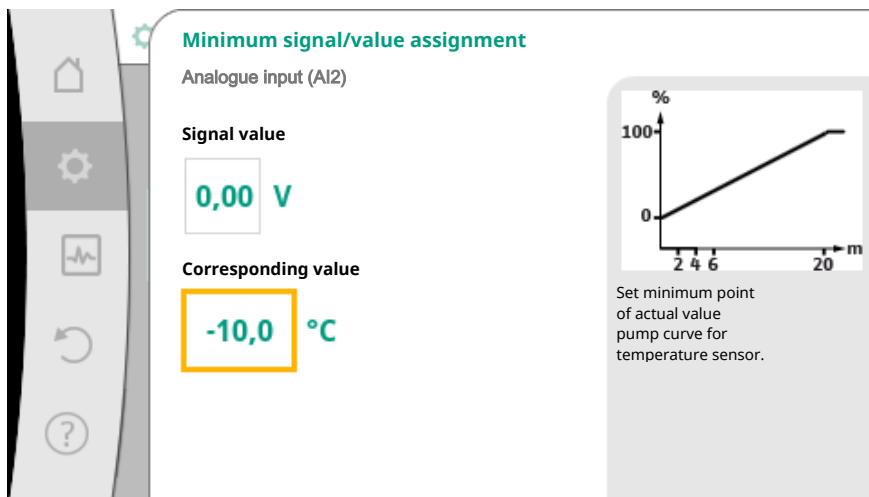 Minimum signal/value assignment
Analogue input (AI2)
Signal value
0,00 V
Corresponding value
-10,0 °C
%
100
0
2 4 6 20 m
Set minimum point
of actual value
pump curve for
temperature sensor.
?